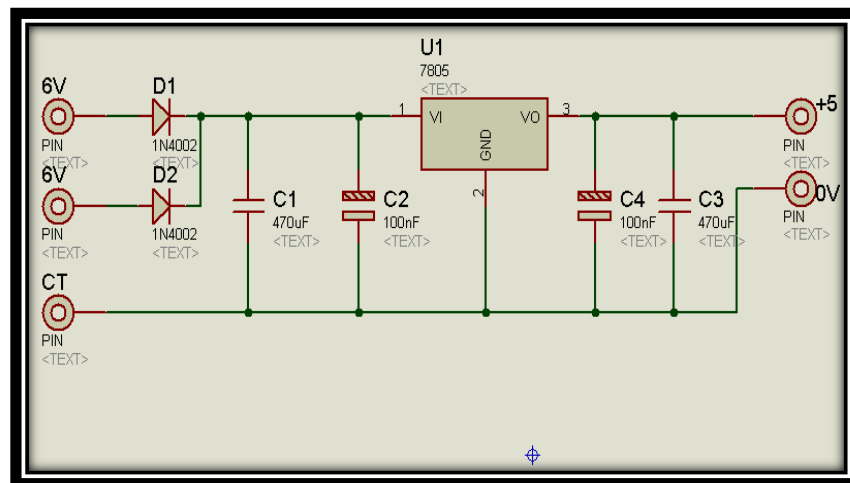 U1
7805
<TEXT>
6V
D1
1
VI
VO
3
+5
PIN
<TEXT>
1N4002
<TEXT>
GND
PIN
<TEXT>
6V
D2
2
C1
470uF
<TEXT>
C2
100nF
<TEXT>
C4
100nF
<TEXT>
C3
470uF
<TEXT>
0V
PIN
<TEXT>
PIN
<TEXT>
1N4002
<TEXT>
CT
PIN
<TEXT>